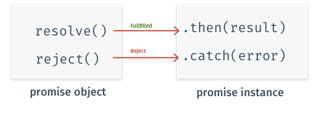 resolve()
Fullfilled
.then(result)
reject()
Reject
.catch(error)
promise object
promise instance